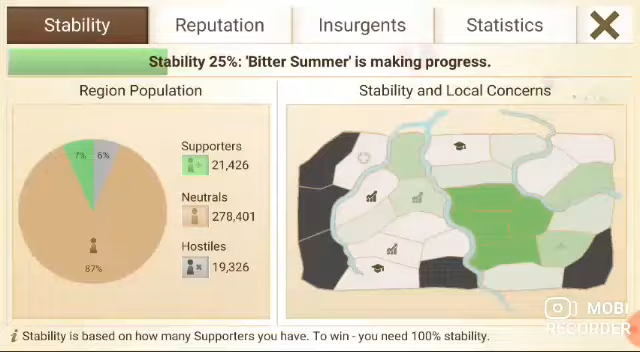 Stability
Reputation
Insurgents
Statistics
Stability 25%: 'Bitter Summer' is making progress.
Region Population
Stability and Local Concerns
7%
6%
87%
Supporters
21,426
Neutrals
278,401
Hostiles
19,326
MOBI
RECORDER
i Stability is based on how many Supporters you have. To win - you need 100% stability.